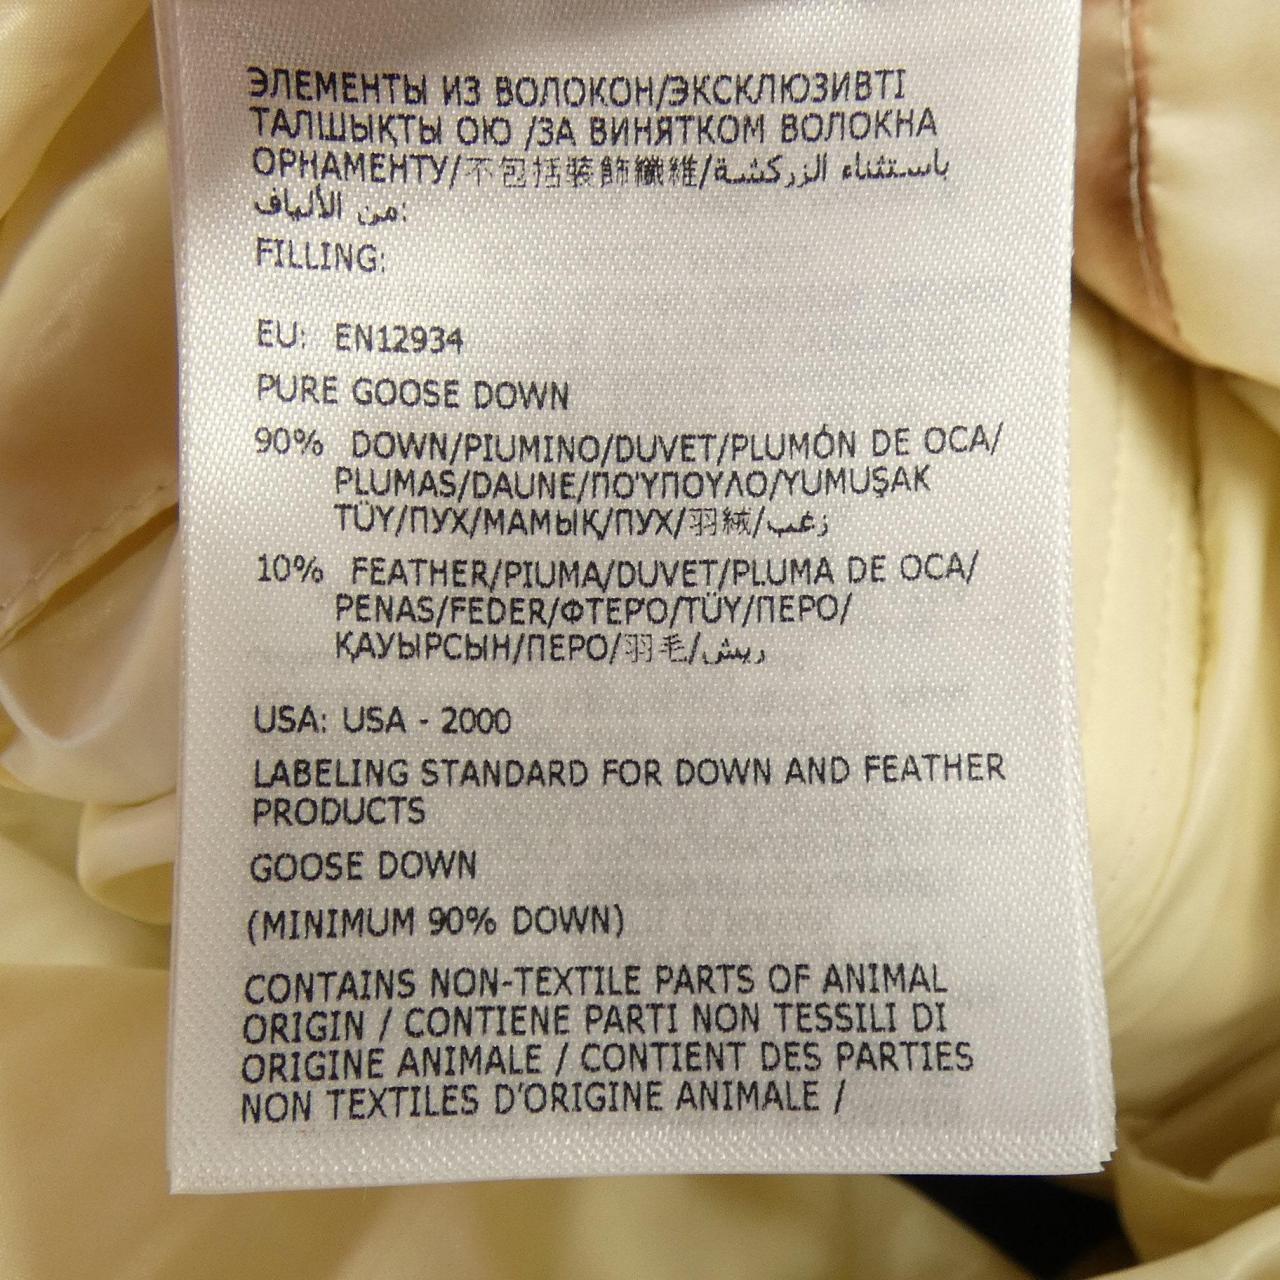 ЭЛЕМЕНТЫ ИЗ ВОЛОКОН/ЭКСКЛЮЗИВТІ
ТАЛШЫҚТЫ ОЮ /ЗА ВИНЯТКОМ ВОЛОКНА
ОРНАМЕНТУ/不包括装飾纖維/باستثناء الزركشة
من الألياف:
FILLING:
EU: EN12934
PURE GOOSE DOWN
90% DOWN/PIUMINO/DUVET/PLUMÓN DE OCA/
PLUMAS/DAUNE/ΠΟ'ΥΠΟΥΛΟ/YUMUŞAK
TÜY/ПУХ/МАМЫҚ/ПУХ/羽絨/زغب
10% FEATHER/PIUMA/DUVET/PLUMA DE OCA/
PENAS/FEDER/ΦΤΕΡ'Ο/TÜY/ПЕРО/
ҚАУЫРСЫН/ПЕРО/羽毛/ريش
USA: USA - 2000
LABELING STANDARD FOR DOWN AND FEATHER
PRODUCTS
GOOSE DOWN
(MINIMUM 90% DOWN)
CONTAINS NON-TEXTILE PARTS OF ANIMAL
ORIGIN / CONTIENE PARTI NON TESSILI DI
ORIGINE ANIMALE / CONTIENT DES PARTIES
NON TEXTILES D'ORIGINE ANIMALE /